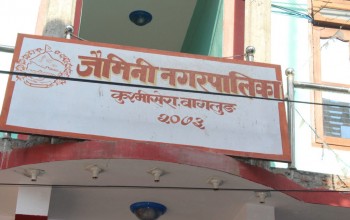 जैमिनी नगरपालिका
कुश्मीसेरा, बागलुङ
२०७३